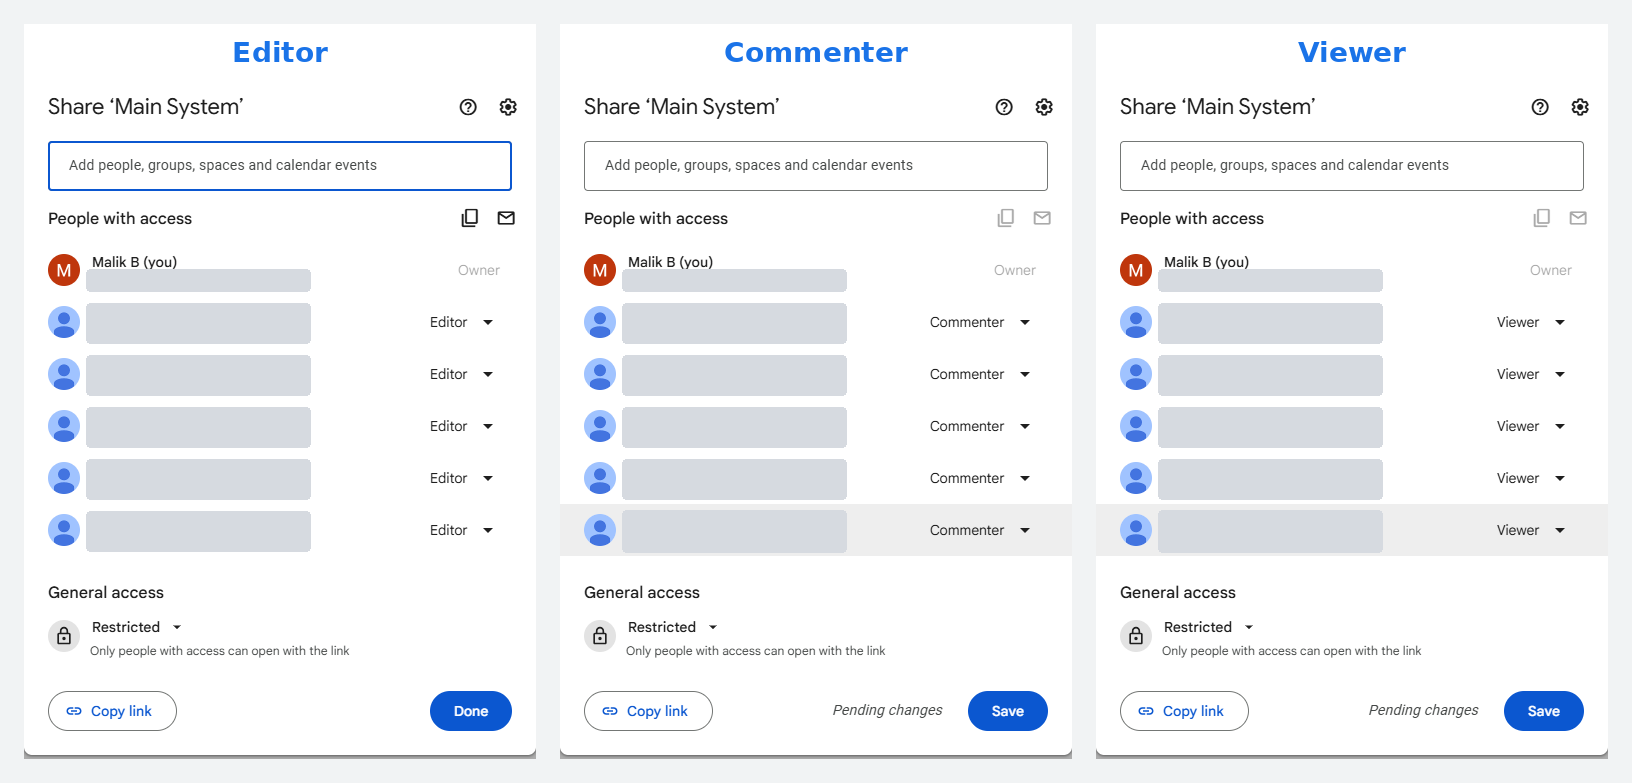 Editor
Share ‘Main System’
Add people, groups, spaces and calendar events
People with access
M
Malik B (you)
Owner
Editor
Editor
Editor
Editor
Editor
General access
Restricted
Only people with access can open with the link
Copy link
Done
Commenter
Share ‘Main System’
Add people, groups, spaces and calendar events
People with access
M
Malik B (you)
Owner
Commenter
Commenter
Commenter
Commenter
Commenter
General access
Restricted
Only people with access can open with the link
Copy link
Pending changes
Save
Viewer
Share ‘Main System’
Add people, groups, spaces and calendar events
People with access
M
Malik B (you)
Owner
Viewer
Viewer
Viewer
Viewer
Viewer
General access
Restricted
Only people with access can open with the link
Copy link
Pending changes
Save